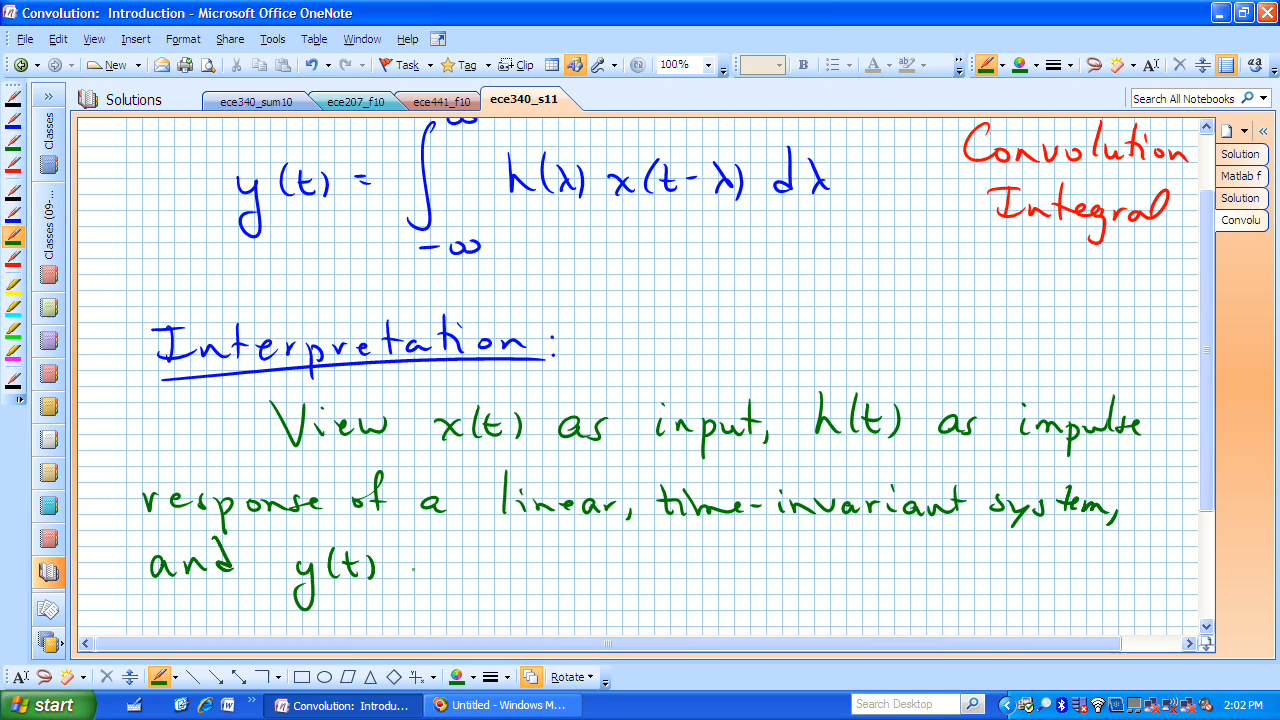 Convolution: Introduction - Microsoft Office OneNote
File Edit View Insert Format Share Tools Table Window Help
New Task Tag Clip 100% B A ab A
Solutions ece340_sum10 ece207_f10 ece441_f10 ece340_s11 Search All Notebooks
Classes
Classes (09-...
y(t) = ∫ h(λ) x(t-λ) dλ
∞
-∞
Convolution
Integral
Interpretation:
View x(t) as input, h(t) as impulse
response of a linear, time-invariant system,
and y(t)
Solution
Matlab f
Solution
Convolu
A Rotate
start Convolution: Introdu... Untitled - Windows M... Search Desktop 2:02 PM